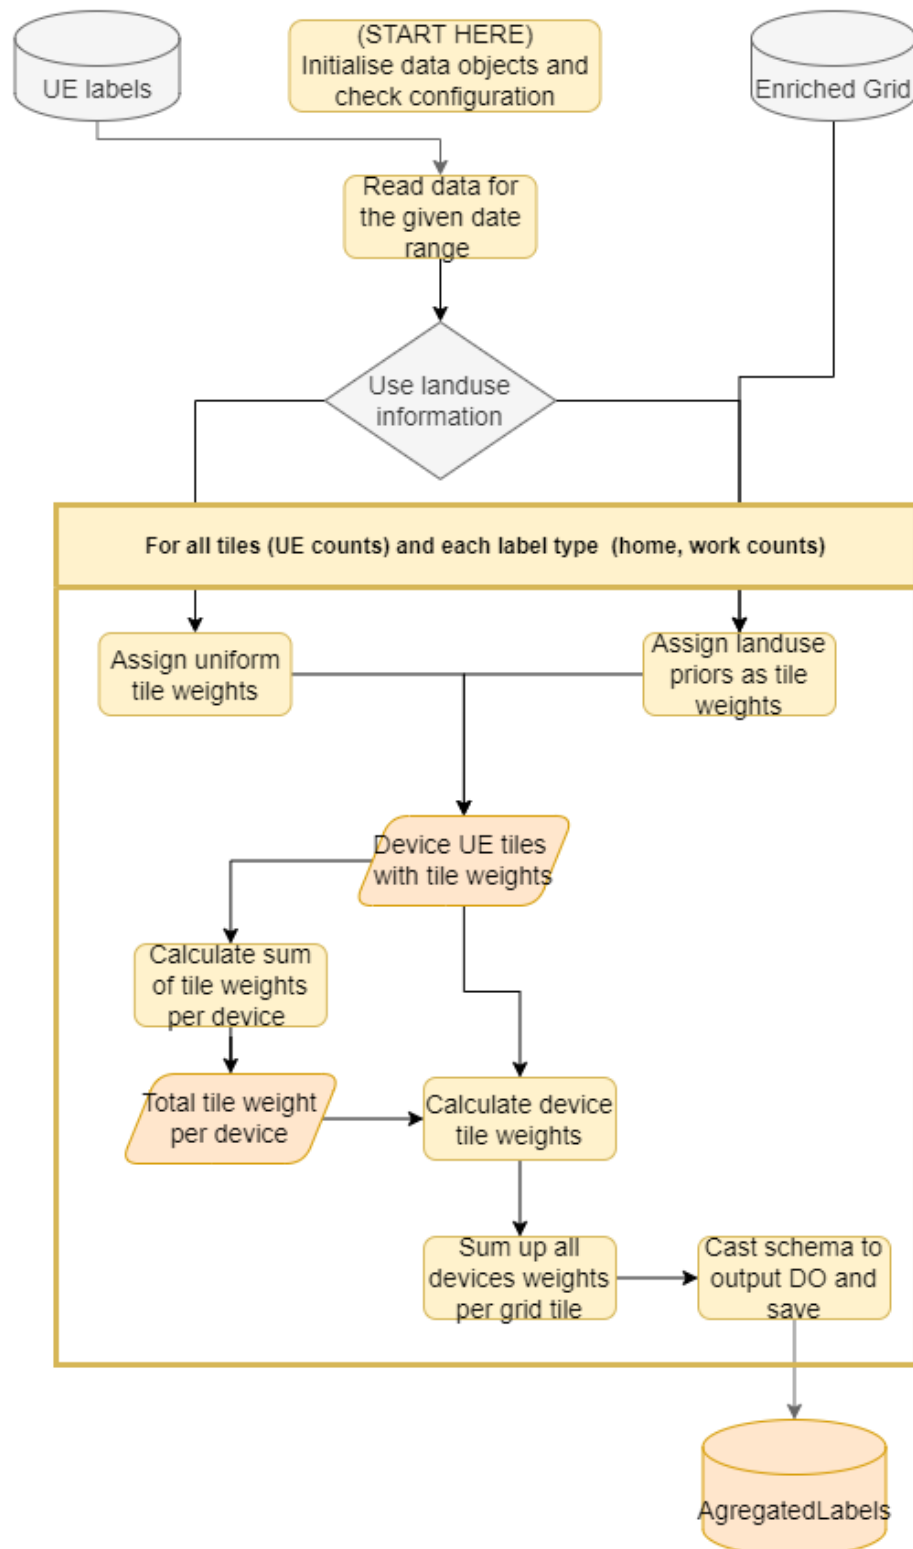 UE labels
(START HERE)
Initialise data objects and
check configuration
Enriched Grid
Read data for
the given date
range
Use landuse
information
For all tiles (UE counts) and each label type (home, work counts)
Assign uniform
tile weights
Assign landuse
priors as tile
weights
Device UE tiles
with tile weights
Calculate sum
of tile weights
per device
Total tile weight
per device
Calculate device
tile weights
Sum up all
devices weights
per grid tile
Cast schema to
output DO and
save
AgregatedLabels